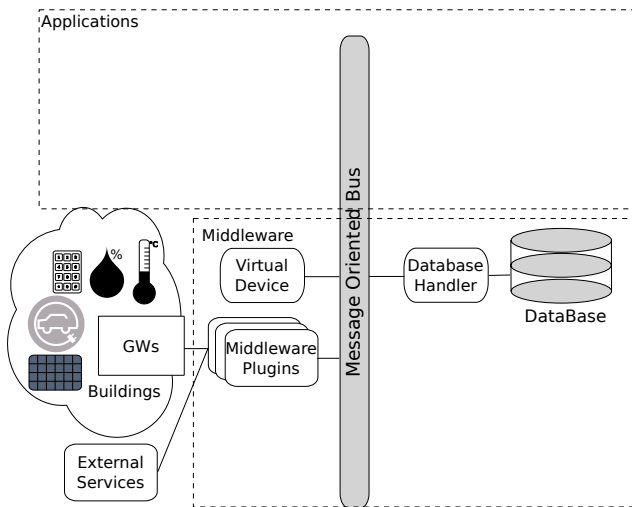 Applications
Message Oriented Bus
Middleware
Virtual
Device
Database
Handler
DataBase
%
°C
GWs
Buildings
Middleware
Plugins
External
Services